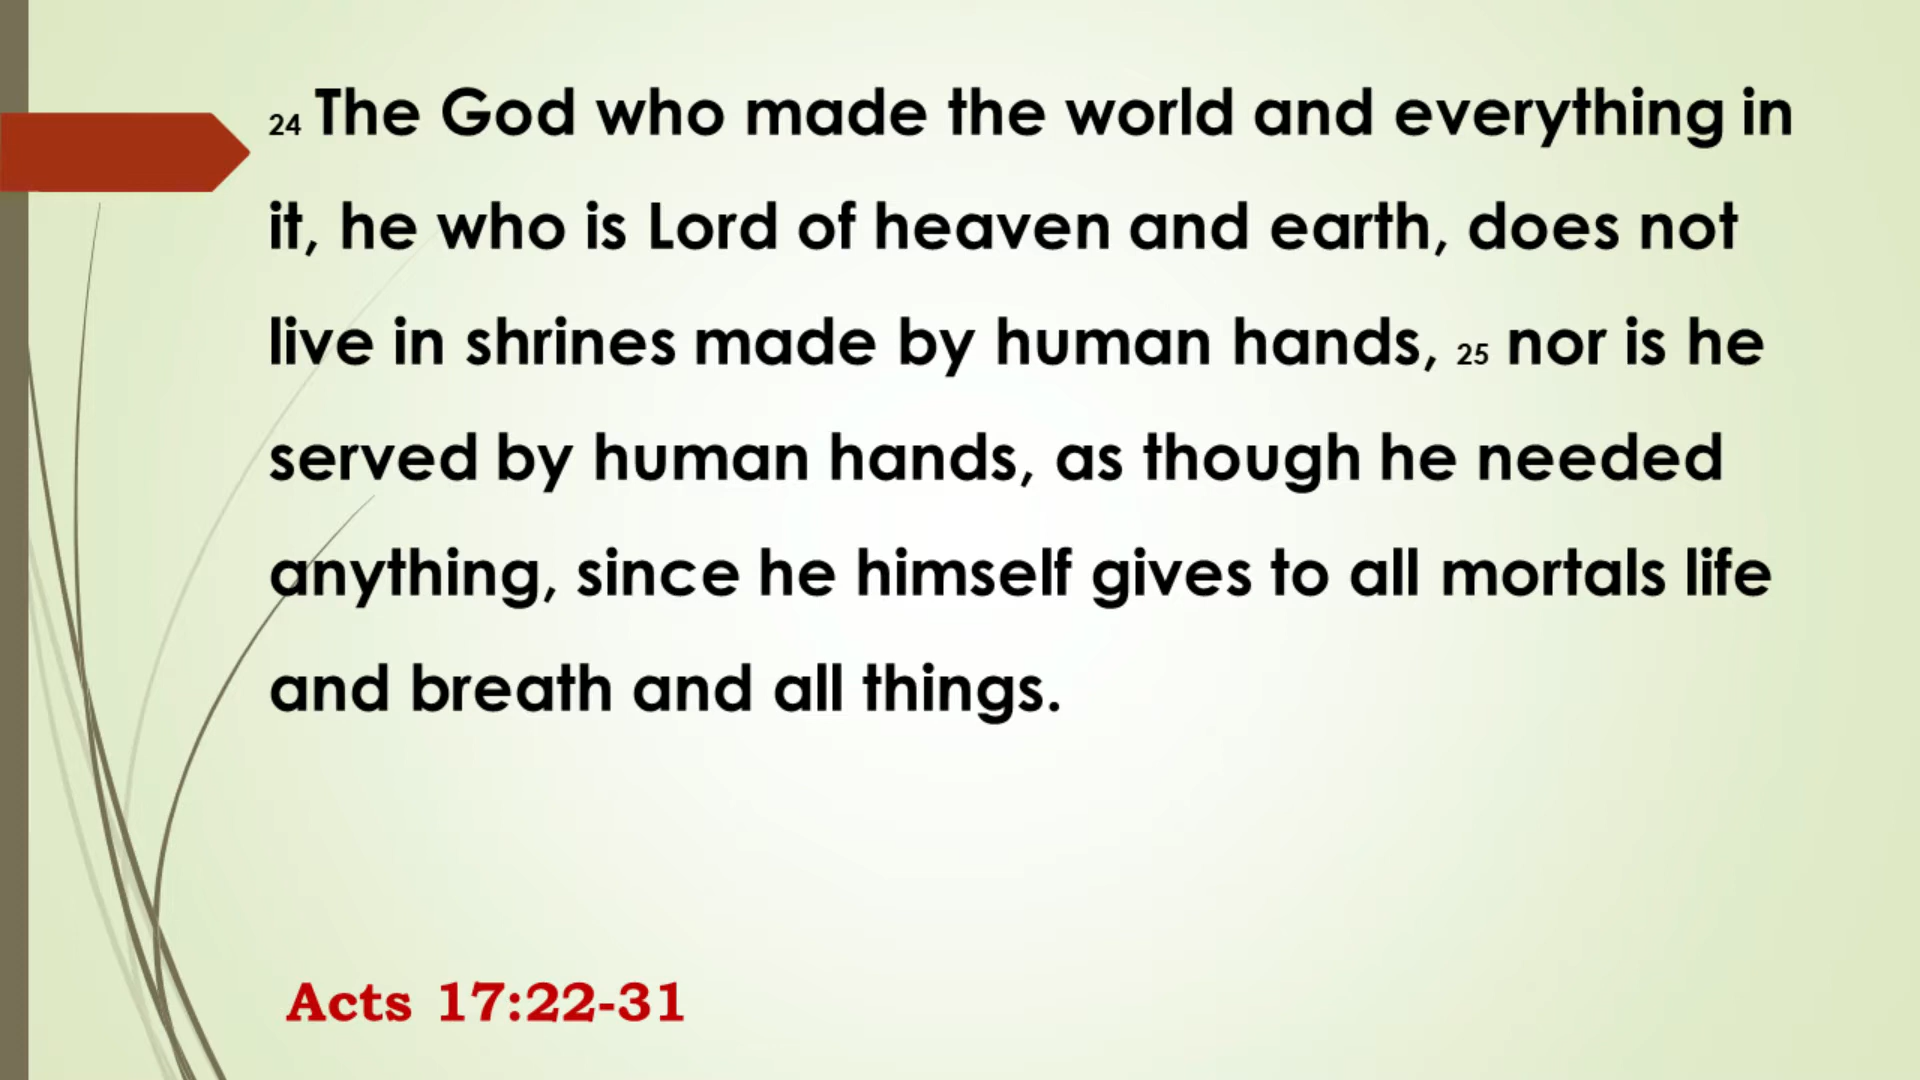 24 The God who made the world and everything in
it, he who is Lord of heaven and earth, does not
live in shrines made by human hands, 25 nor is he
served by human hands, as though he needed
anything, since he himself gives to all mortals life
and breath and all things.
Acts 17:22-31